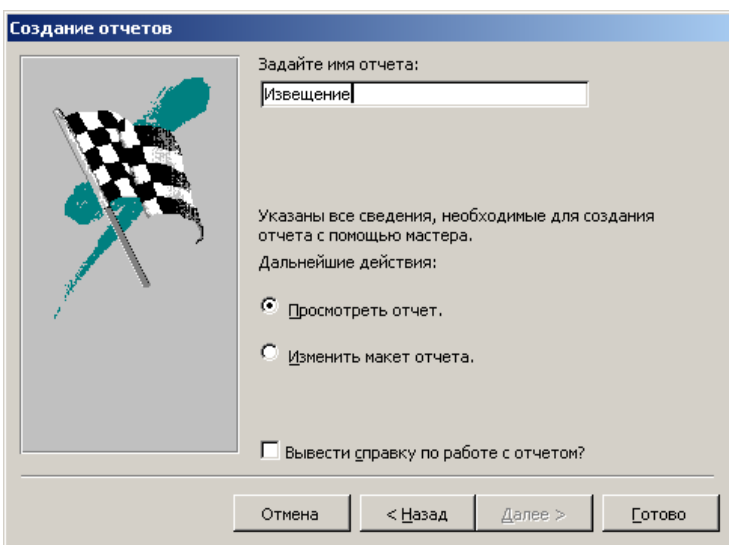 Создание отчетов
Задайте имя отчета:
Извещение
Указаны все сведения, необходимые для создания
отчета с помощью мастера.
Дальнейшие действия:
Просмотреть отчет.
Изменить макет отчета.
Вывести справку по работе с отчетом?
Отмена
< Назад
Далее >
Готово